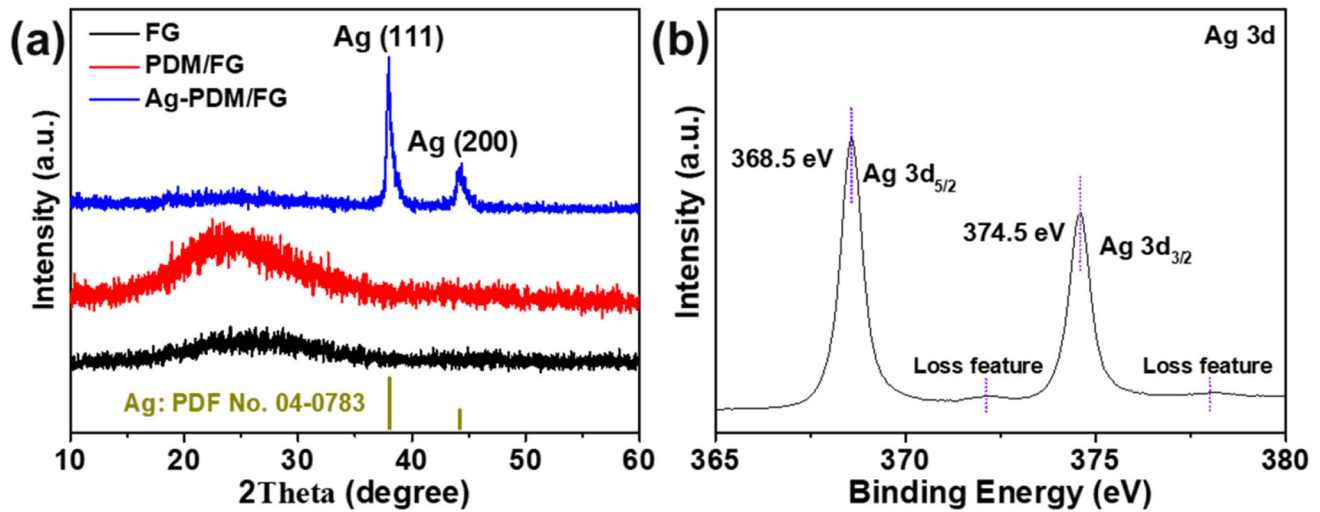 (a)
FG
PDM/FG
Ag-PDM/FG
Ag (111)
Ag (200)
Ag: PDF No. 04-0783
Intensity (a.u.)
10 20 30 40 50 60
2Theta (degree)
(b)
Ag 3d
368.5 eV
Ag 3d5/2
374.5 eV
Ag 3d3/2
Loss feature
Loss feature
Intensity (a.u.)
365 370 375 380
Binding Energy (eV)